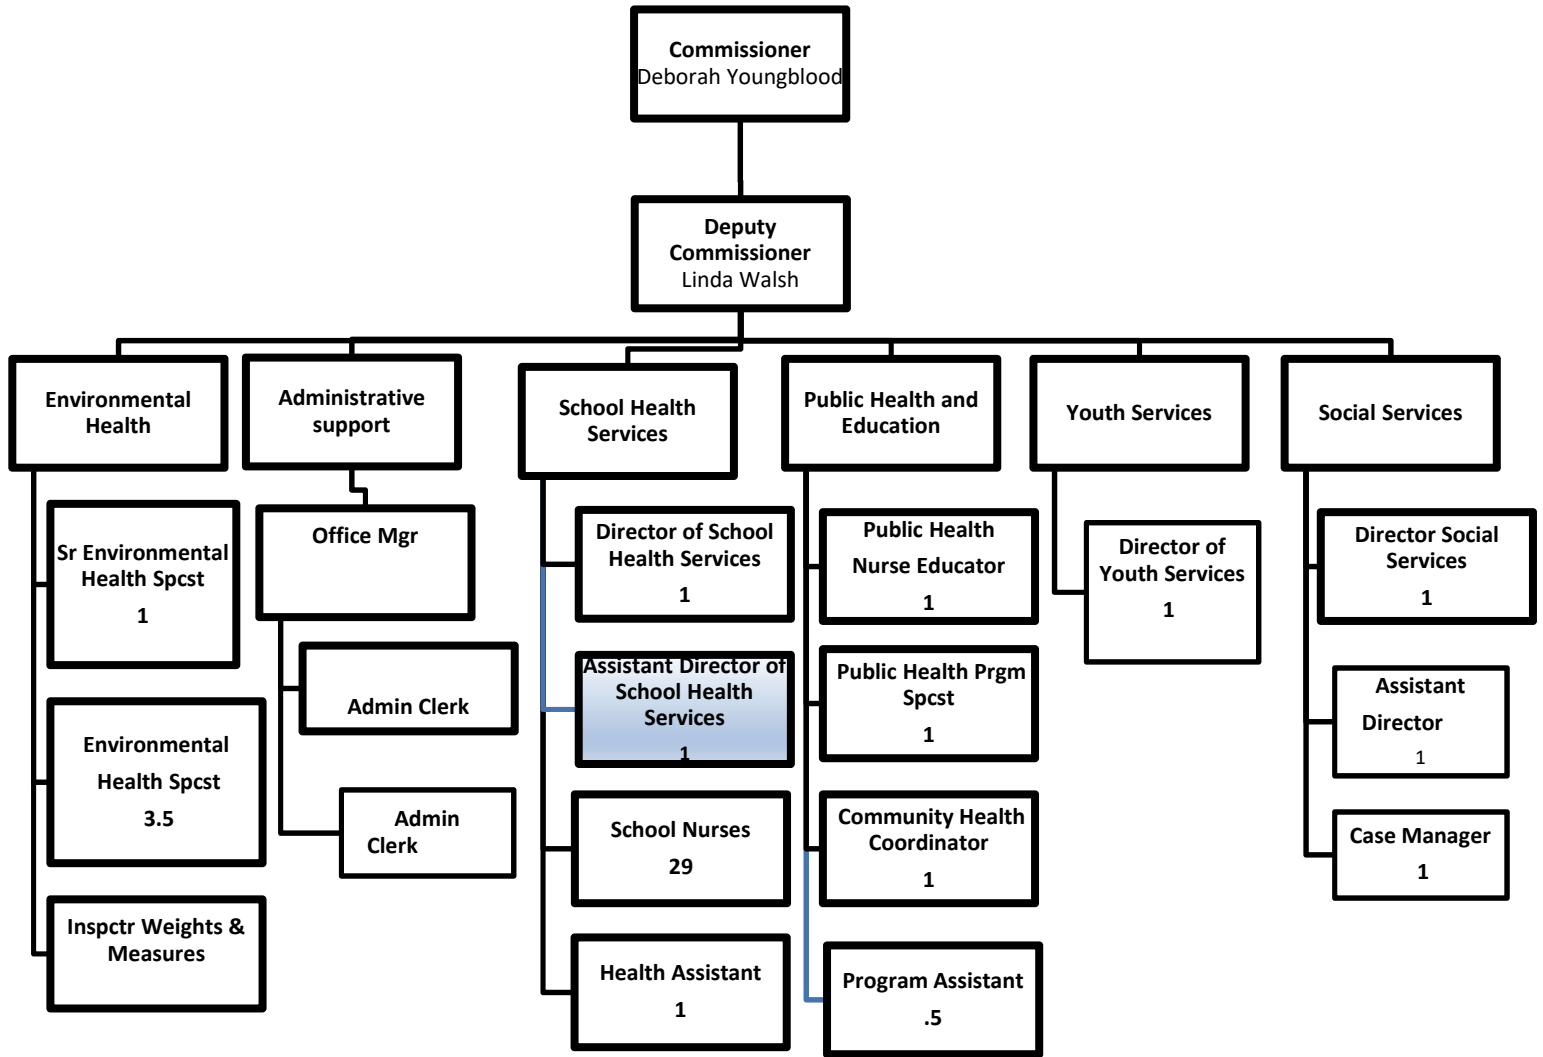 Commissioner
Deborah Youngblood
Deputy
Commissioner
Linda Walsh
Environmental
Health
Administrative
support
School Health
Services
Public Health and
Education
Youth Services
Social Services
Sr Environmental
Health Spcst
1
Environmental
Health Spcst
3.5
Inspctr Weights &
Measures
Office Mgr
Admin Clerk
Admin
Clerk
Director of School
Health Services
1
Assistant Director of
School Health
Services
1
School Nurses
29
Health Assistant
1
Public Health
Nurse Educator
1
Public Health Prgm
Spcst
1
Community Health
Coordinator
1
Program Assistant
.5
Director of
Youth Services
1
Director Social
Services
1
Assistant
Director
1
Case Manager
1